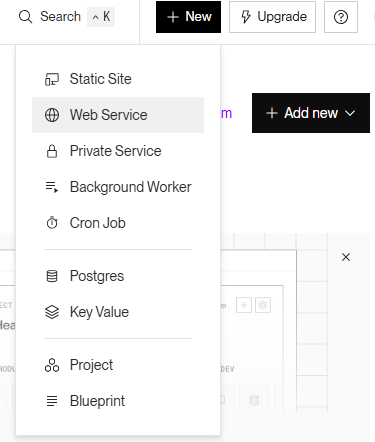 Search ^ K
+ New
Upgrade
Static Site
Web Service
m
+ Add new
Private Service
Background Worker
Cron Job
Postgres
Key Value
DEV
Project
Blueprint